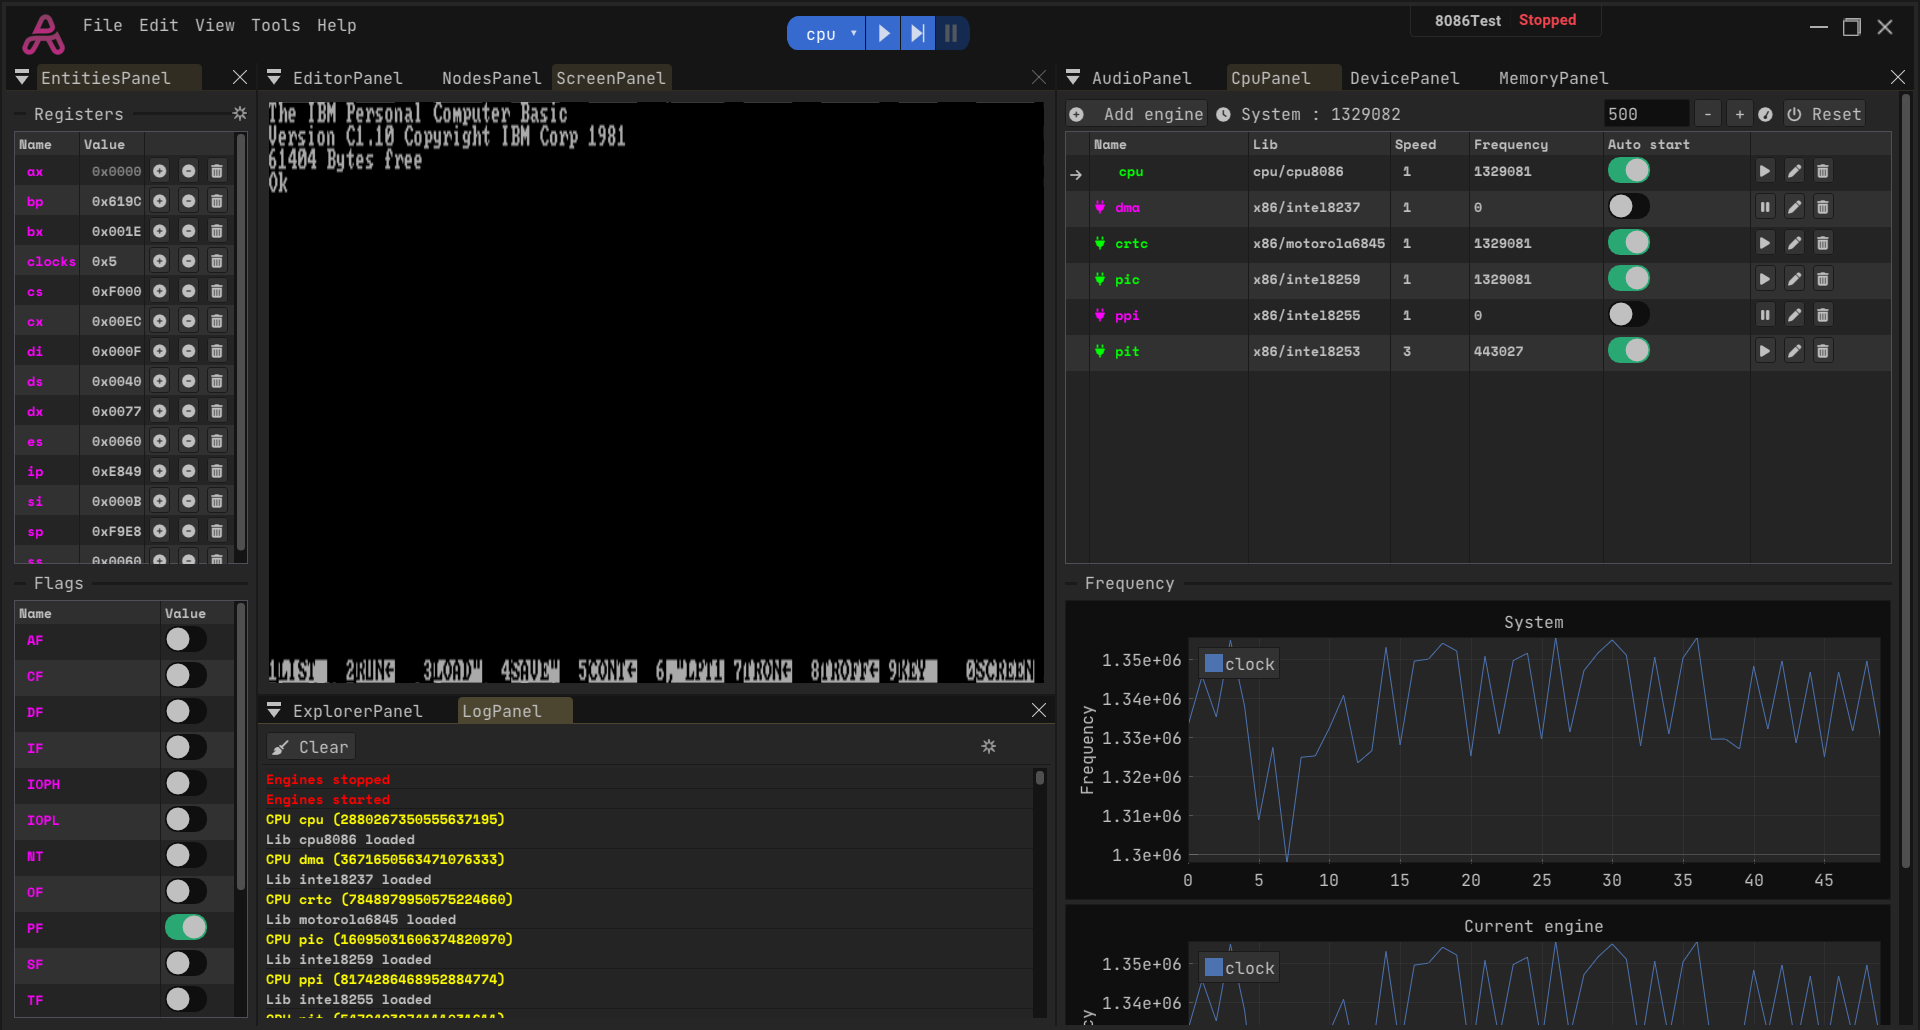 File Edit View Tools Help
cpu
8086Test Stopped
EntitiesPanel
Registers
Name Value
ax 0x0000
bp 0x619C
bx 0x001E
clocks 0x5
cs 0xF000
cx 0x00EC
di 0x000F
ds 0x0040
dx 0x0077
es 0x0060
ip 0xE849
si 0x000B
sp 0xF9E8
ss 0x0060
Flags
Name Value
AF
CF
DF
IF
IOPH
IOPL
NT
OF
PF
SF
TF
EditorPanel NodesPanel ScreenPanel
The IBM Personal Computer Basic
Version C1.10 Copyright IBM Corp 1981
61404 Bytes free
Ok
1LIST 2RUN← 3LOAD" 4SAVE" 5CONT← 6,"LPT1 7TRON← 8TROFF← 9KEY 0SCREEN
ExplorerPanel LogPanel
Clear
Engines stopped
Engines started
CPU cpu (2880267350555637195)
Lib cpu8086 loaded
CPU dma (3671650563471076333)
Lib intel8237 loaded
CPU crtc (7848979950575224660)
Lib motorola6845 loaded
CPU pic (16095031606374820970)
Lib intel8259 loaded
CPU ppi (8174286468952884774)
Lib intel8255 loaded
AudioPanel CpuPanel DevicePanel MemoryPanel
Add engine System : 1329082 500 - + Reset
Name Lib Speed Frequency Auto start
cpu cpu/cpu8086 1 1329081
dma x86/intel8237 1 0
crtc x86/motorola6845 1 1329081
pic x86/intel8259 1 1329081
ppi x86/intel8255 1 0
pit x86/intel8253 3 443027
Frequency
System
clock
Frequency
1.35e+06
1.34e+06
1.33e+06
1.32e+06
1.31e+06
1.3e+06
0 5 10 15 20 25 30 35 40 45
Current engine
clock
1.35e+06
1.34e+06